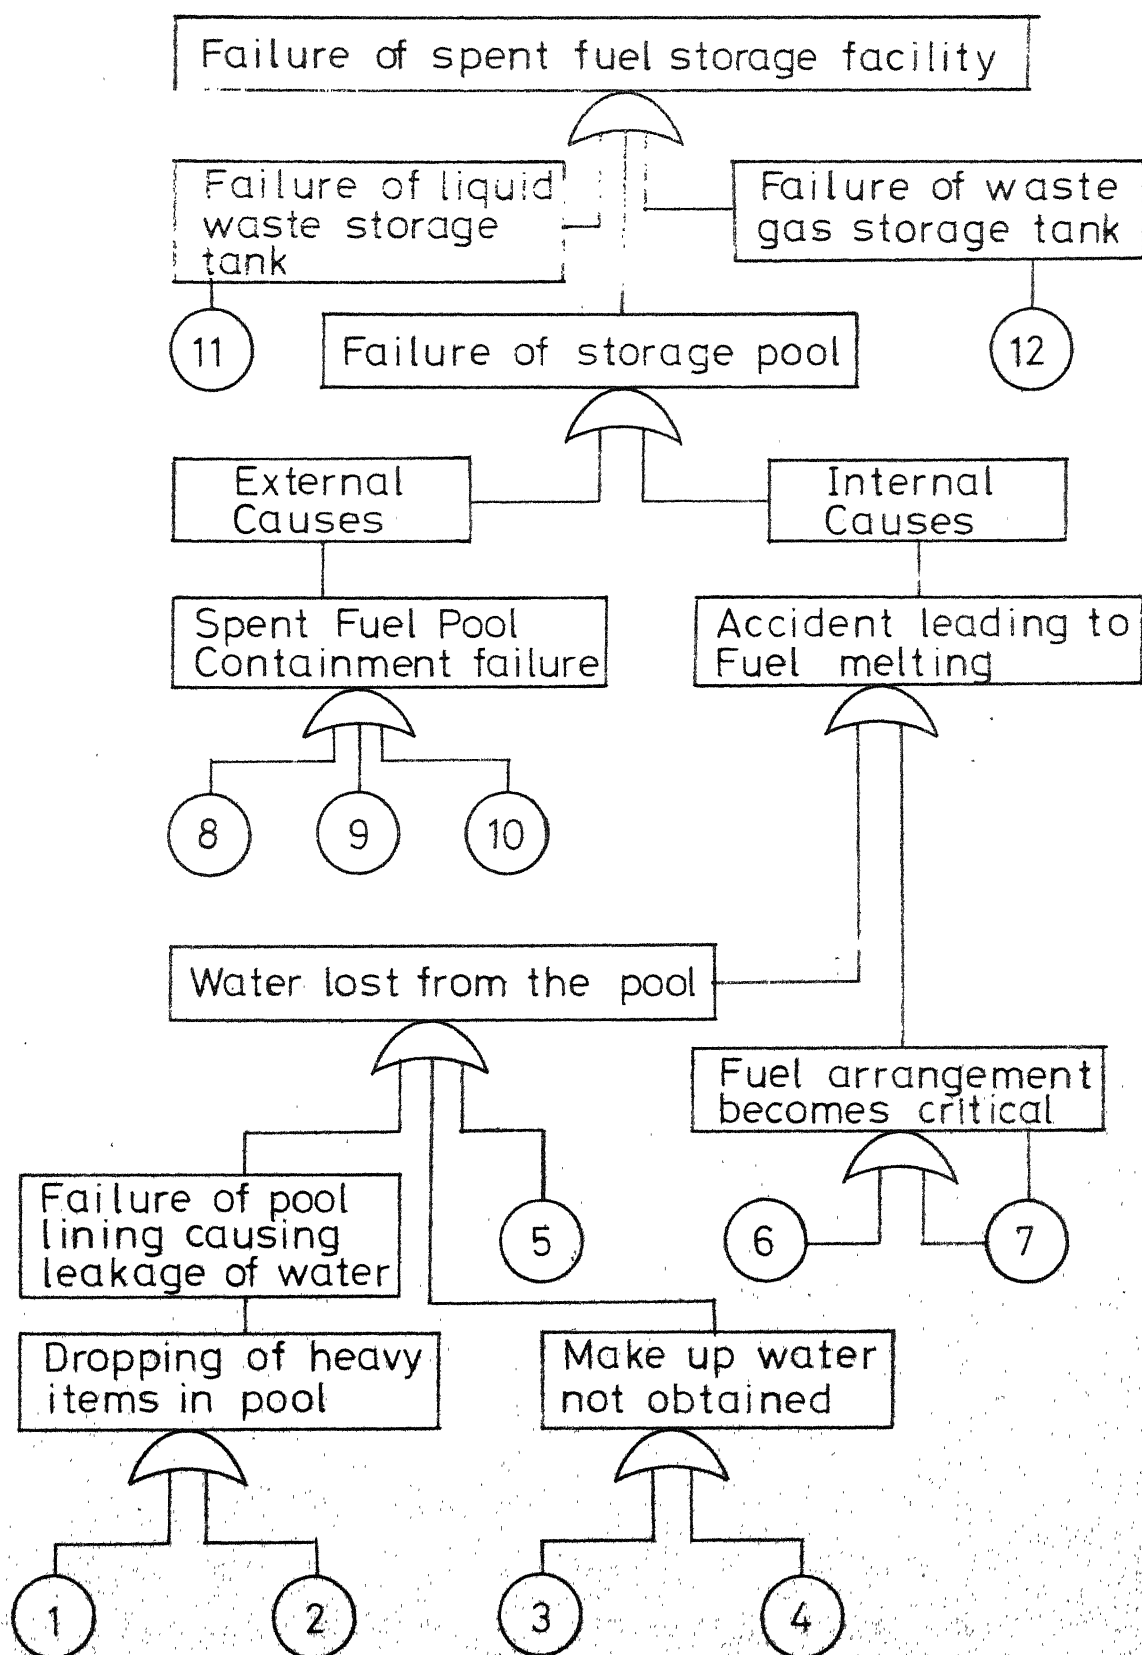 Failure of spent fuel storage facility
Failure of liquid
waste storage
tank
Failure of waste
gas storage tank
11
Failure of storage pool
12
External
Causes
Internal
Causes
Spent Fuel Pool
Containment failure
Accident leading to
Fuel melting
8
9
10
Water lost from the pool
Fuel arrangement
becomes critical
Failure of pool
lining causing
leakage of water
5
6
7
Dropping of heavy
items in pool
Make up water
not obtained
1
2
3
4